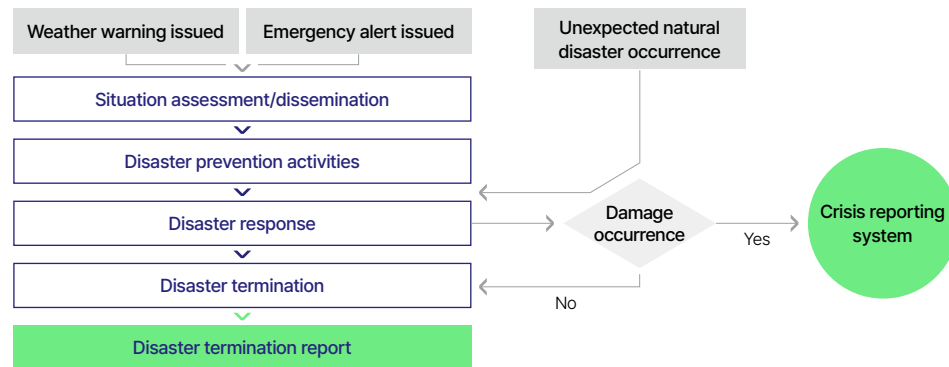 Weather warning issued
Emergency alert issued
Unexpected natural
disaster occurrence
Situation assessment/dissemination
Disaster prevention activities
Disaster response
Damage
occurrence
Yes
Crisis reporting
system
Disaster termination
No
Disaster termination report